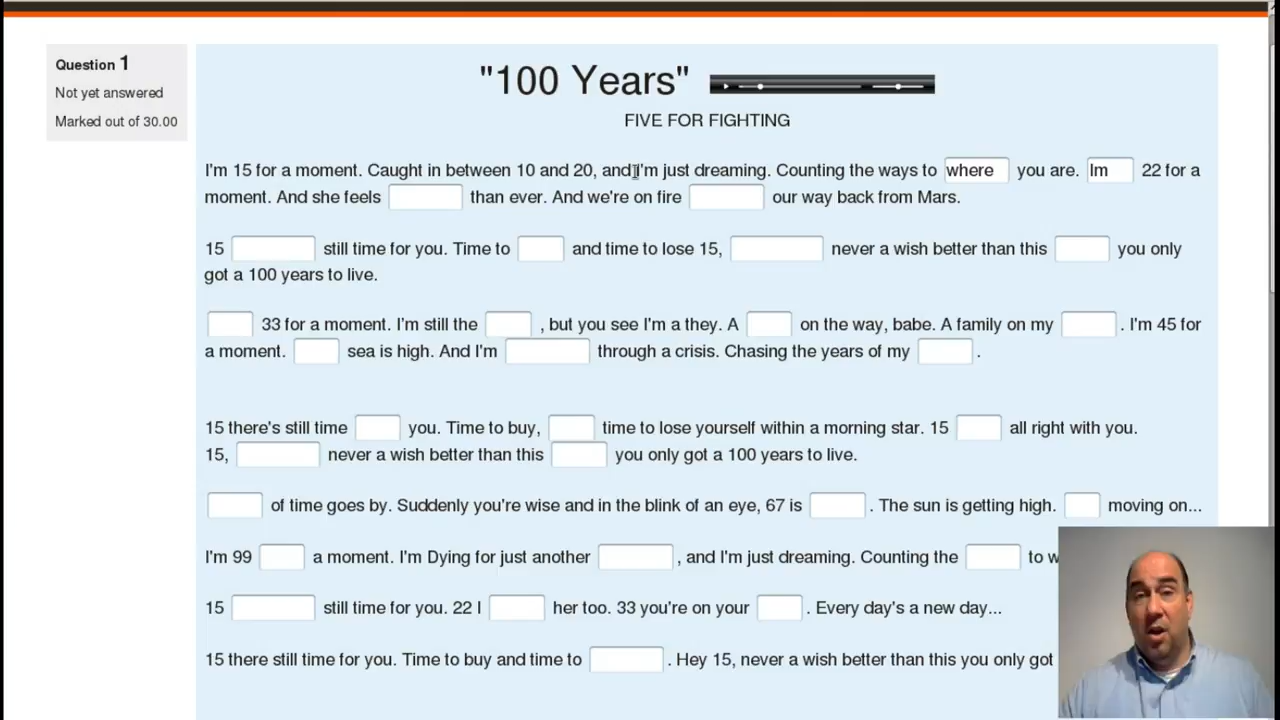 Question 1
Not yet answered
Marked out of 30.00
"100 Years"
FIVE FOR FIGHTING
I'm 15 for a moment. Caught in between 10 and 20, and I'm just dreaming. Counting the ways to where you are. Im 22 for a
moment. And she feels than ever. And we're on fire our way back from Mars.
15 still time for you. Time to and time to lose 15, never a wish better than this you only
got a 100 years to live.
33 for a moment. I'm still the , but you see I'm a they. A on the way, babe. A family on my . I'm 45 for
a moment. sea is high. And I'm through a crisis. Chasing the years of my .
15 there's still time you. Time to buy, time to lose yourself within a morning star. 15 all right with you.
15, never a wish better than this you only got a 100 years to live.
of time goes by. Suddenly you're wise and in the blink of an eye, 67 is . The sun is getting high. moving on...
I'm 99 a moment. I'm Dying for just another , and I'm just dreaming. Counting the to w
15 still time for you. 22 I her too. 33 you're on your . Every day's a new day...
15 there still time for you. Time to buy and time to . Hey 15, never a wish better than this you only got